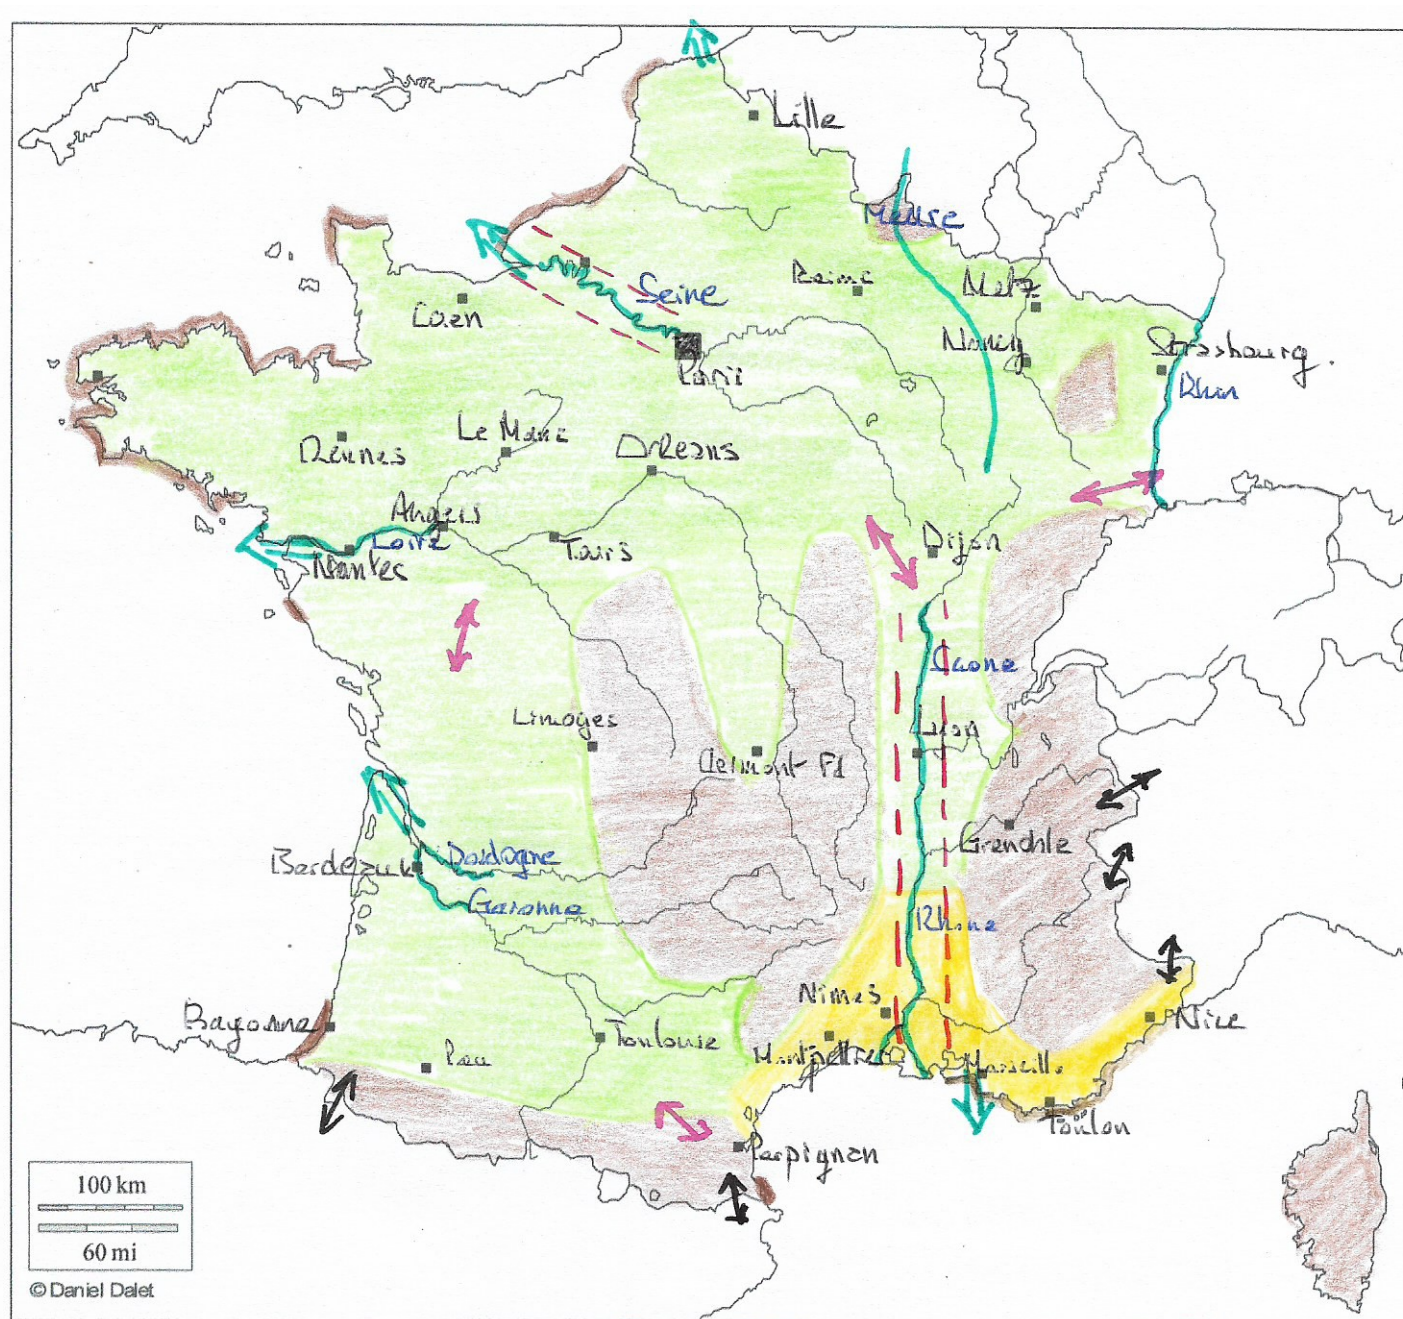 Lille
Meuse
Seine
Reims
Metz
Caen
Nancy
Strasbourg.
Paris
Rhin
Le Mans
Orleans
Rennes
Angers
Loire
Tours
Dijon
Nantes
Saone
Limoges
Lyon
Clermont Fd
Grenoble
Bordeaux
Dordogne
Garonne
Rhone
Nimes
Bayonne
Toulouse
Nice
Pau
Montpellier
Marseille
Toulon
Perpignan
100 km
60 mi
© Daniel Dalet